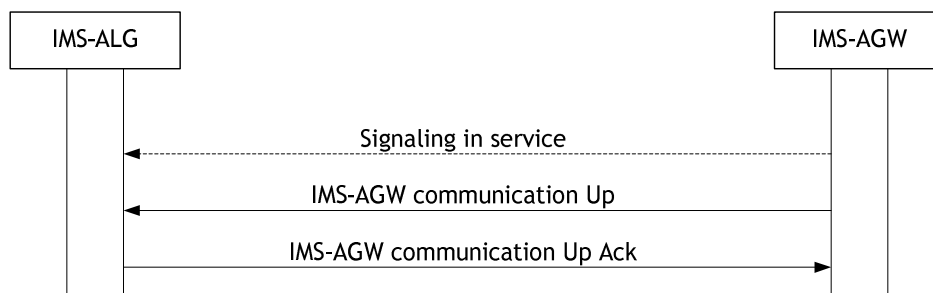 IMS-ALG
IMS-AGW
Signaling in service
IMS-AGW communication Up
IMS-AGW communication Up Ack